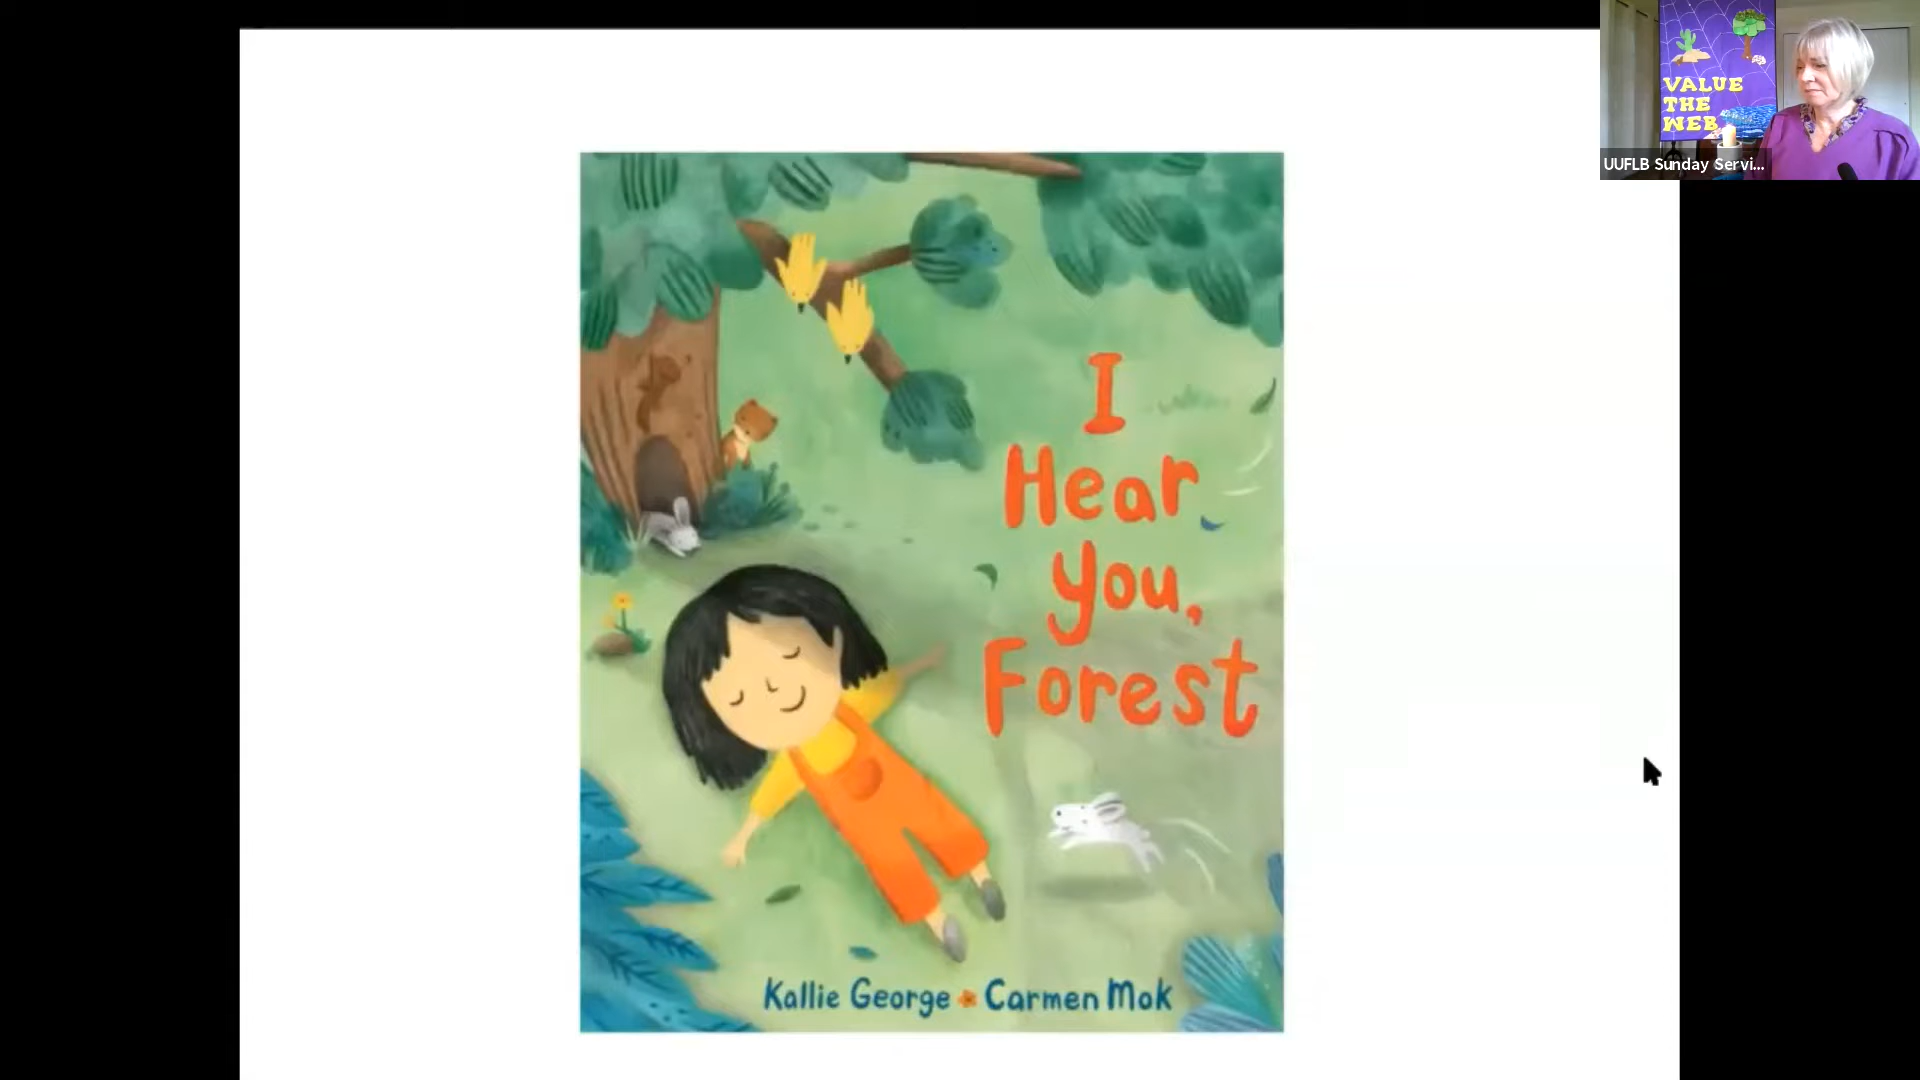 I
Hear
you,
Forest
Kallie George Carmen Mok
VALUE
THE
WEB
UUFLB Sunday Servi...